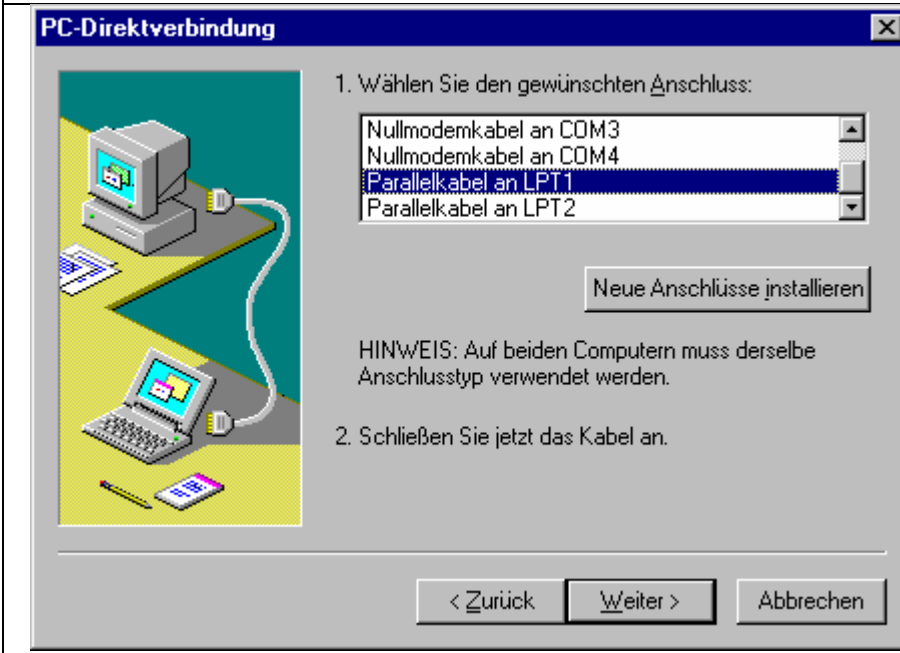 PC-Direktverbindung
1. Wählen Sie den gewünschten Anschluss:
Nullmodemkabel an COM3
Nullmodemkabel an COM4
Parallelkabel an LPT1
Parallelkabel an LPT2
Neue Anschlüsse installieren
HINWEIS: Auf beiden Computern muss derselbe
Anschlusstyp verwendet werden.
2. Schließen Sie jetzt das Kabel an.
< Zurück Weiter > Abbrechen